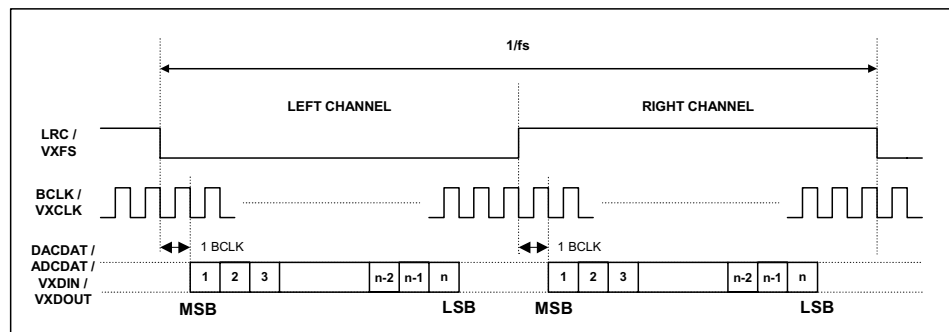 1/fs
LEFT CHANNEL
RIGHT CHANNEL
LRC /
VXFS
BCLK /
VXCLK
1 BCLK
1 BCLK
DACDAT /
ADCDAT /
VXDIN /
VXDOUT
1 2 3 n-2 n-1 n 1 2 3 n-2 n-1 n
MSB LSB MSB LSB